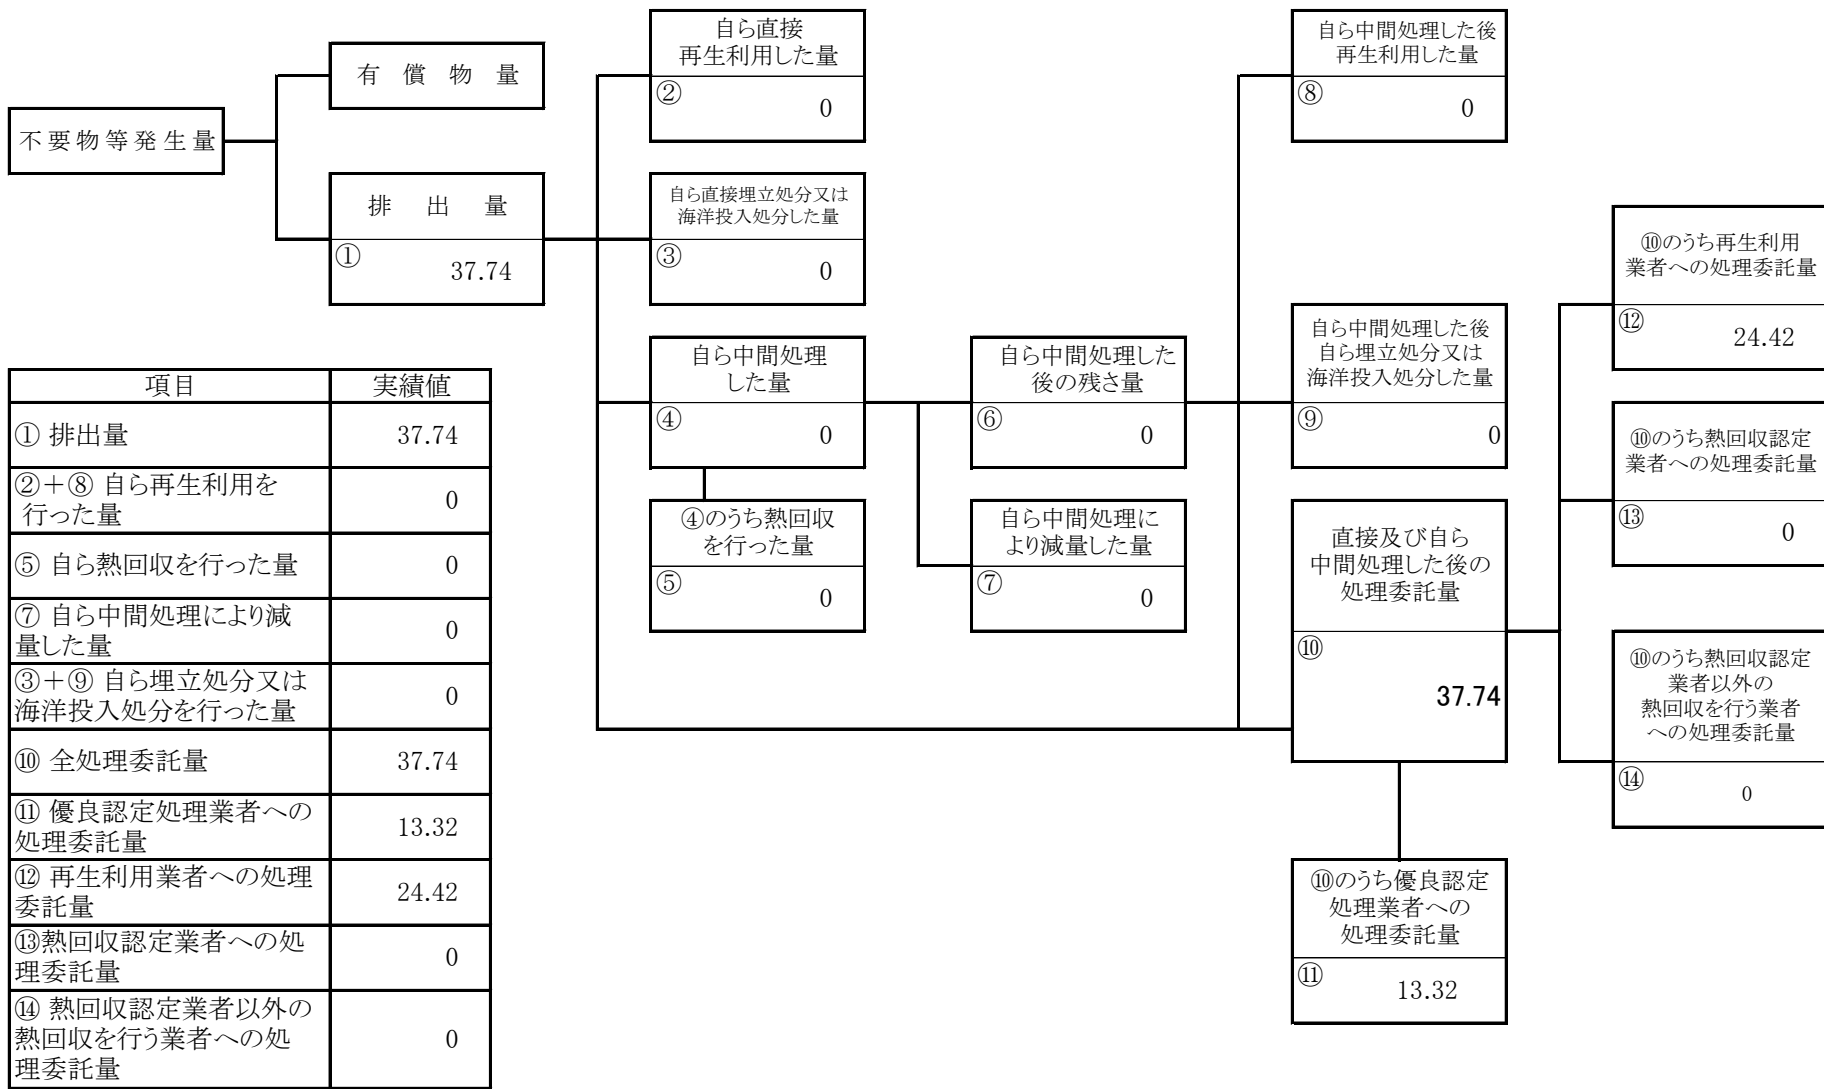 不要物等発生量
有 償 物 量
排 出 量
①
37.74
自ら直接
再生利用した量
②
0
自ら直接埋立処分又は
海洋投入処分した量
③
0
自ら中間処理
した量
④
0
④のうち熱回収
を行った量
⑤
0
自ら中間処理した
後の残さ量
⑥
0
自ら中間処理に
より減量した量
⑦
0
自ら中間処理した後
再生利用した量
⑧
0
自ら中間処理した後
自ら埋立処分又は
海洋投入処分した量
⑨
0
直接及び自ら
中間処理した後の
処理委託量
⑩
37.74
⑩のうち優良認定
処理業者への
処理委託量
⑪
13.32
⑩のうち再生利用
業者への処理委託量
⑫
24.42
⑩のうち熱回収認定
業者への処理委託量
⑬
0
⑩のうち熱回収認定
業者以外の
熱回収を行う業者
への処理委託量
⑭
0
項目 実績値
① 排出量 37.74
②＋⑧ 自ら再生利用を
行った量 0
⑤ 自ら熱回収を行った量 0
⑦ 自ら中間処理により減
量した量 0
③＋⑨ 自ら埋立処分又は
海洋投入処分を行った量 0
⑩ 全処理委託量 37.74
⑪ 優良認定処理業者への
処理委託量 13.32
⑫ 再生利用業者への処理
委託量 24.42
⑬熱回収認定業者への処
理委託量 0
⑭ 熱回収認定業者以外の
熱回収を行う業者への処
理委託量 0